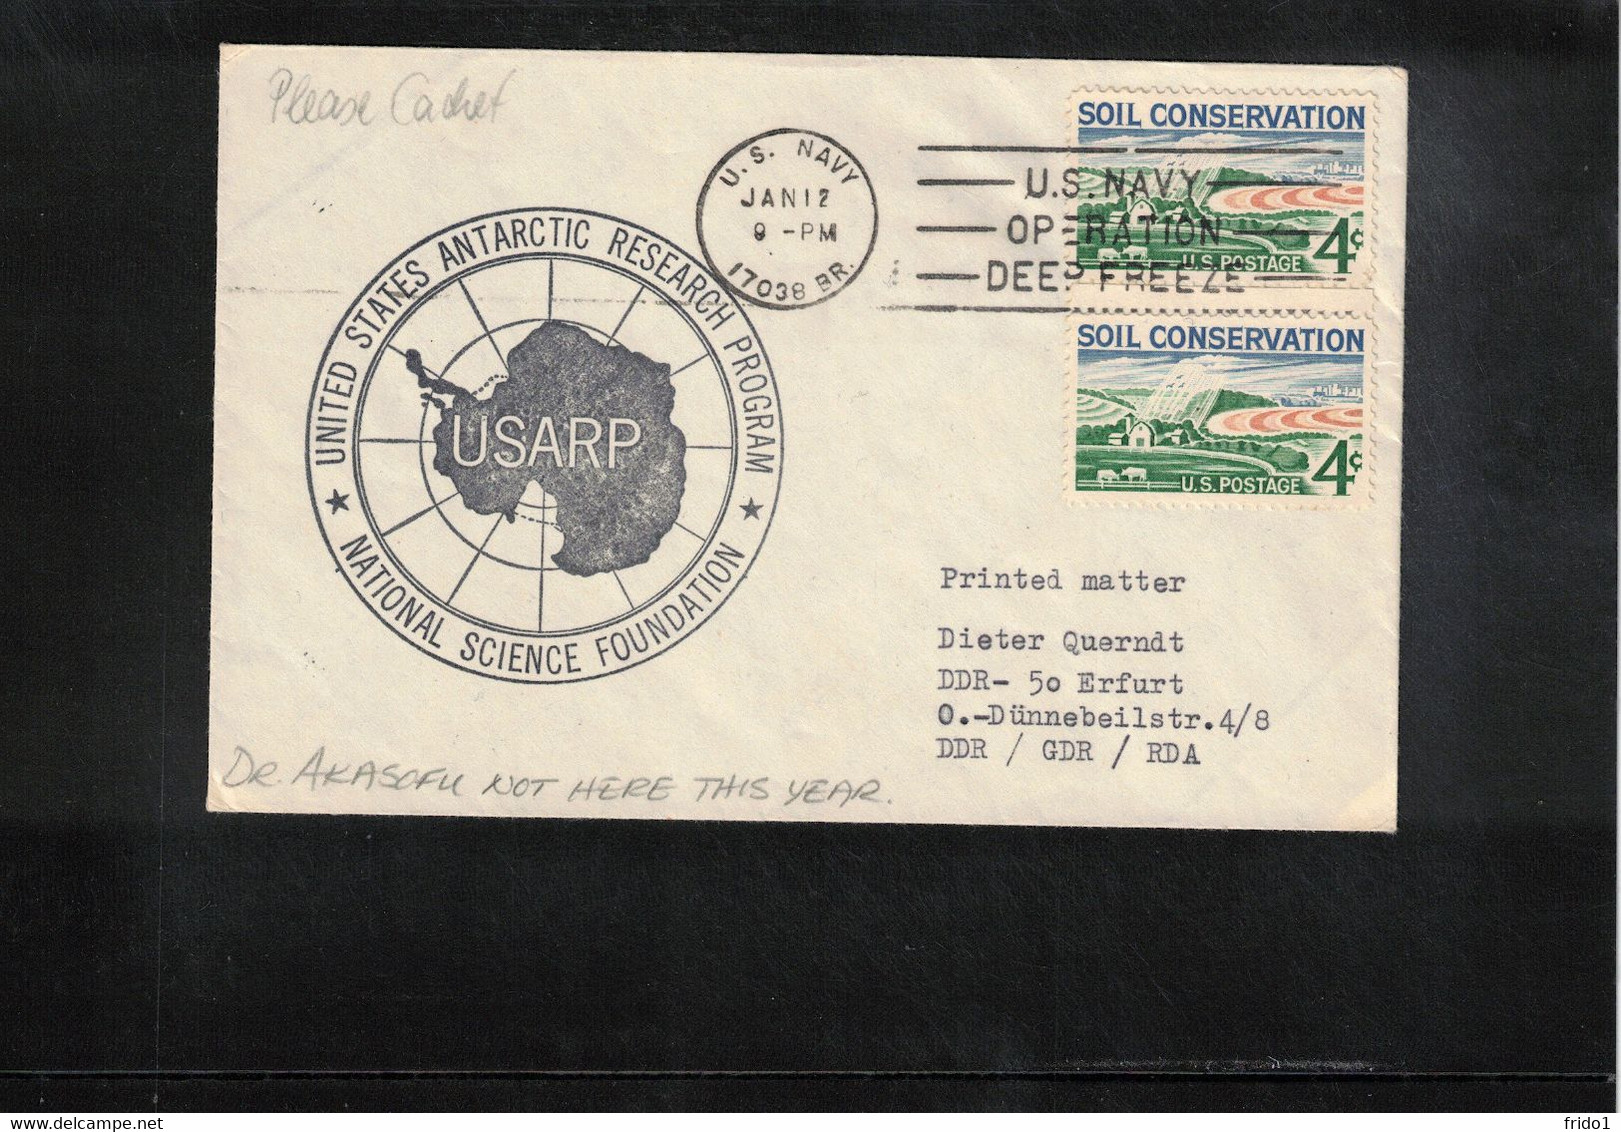 Please Cachet
U.S. NAVY
JAN 12
9 -PM
17038 BR.
U.S. NAVY
OPERATION
DEEP FREEZE
SOIL CONSERVATION
4¢
U.S. POSTAGE
SOIL CONSERVATION
4¢
U.S. POSTAGE
UNITED STATES ANTARCTIC RESEARCH PROGRAM
USARP
★ NATIONAL SCIENCE FOUNDATION ★
Printed matter
Dieter Querndt
DDR- 5o Erfurt
O.-Dünnebeilstr.4/8
DDR / GDR / RDA
DR. AKASOFU NOT HERE THIS YEAR.
delcampe.net
frido1